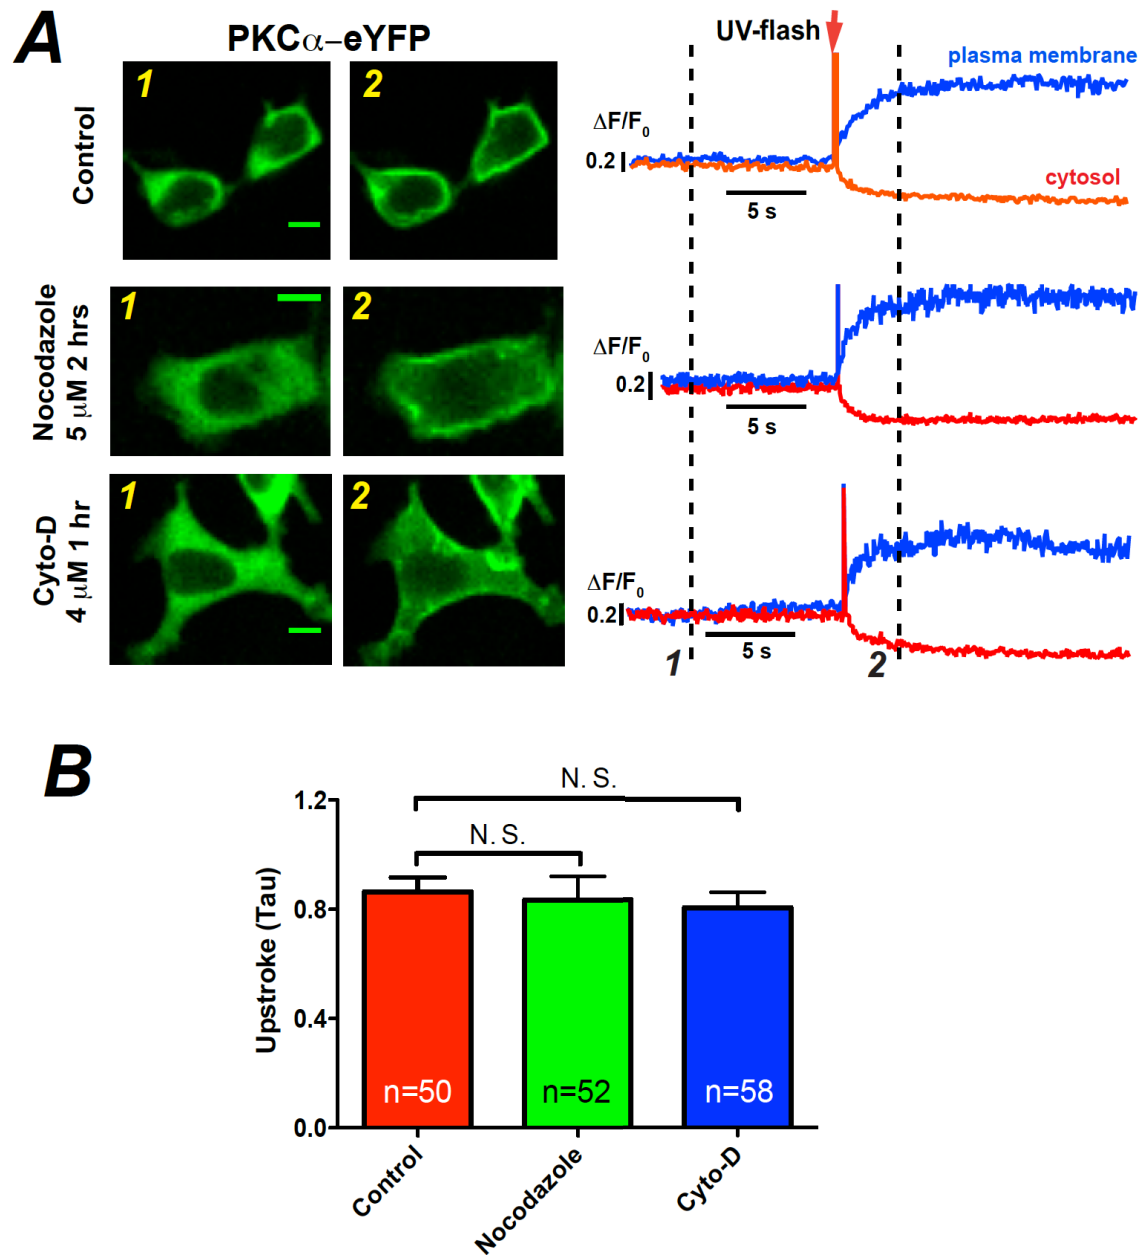 A
PKCα–eYFP
UV-flash
plasma membrane
Control
1
2
ΔF/F0
0.2
5 s
cytosol
Nocodazole
5 μM 2 hrs
1
2
ΔF/F0
0.2
5 s
Cyto-D
4 μM 1 hr
1
2
ΔF/F0
0.2
5 s
1
2
B
N. S.
N. S.
Upstroke (Tau)
1.2
0.8
0.4
0.0
n=50
n=52
n=58
Control
Nocodazole
Cyto-D